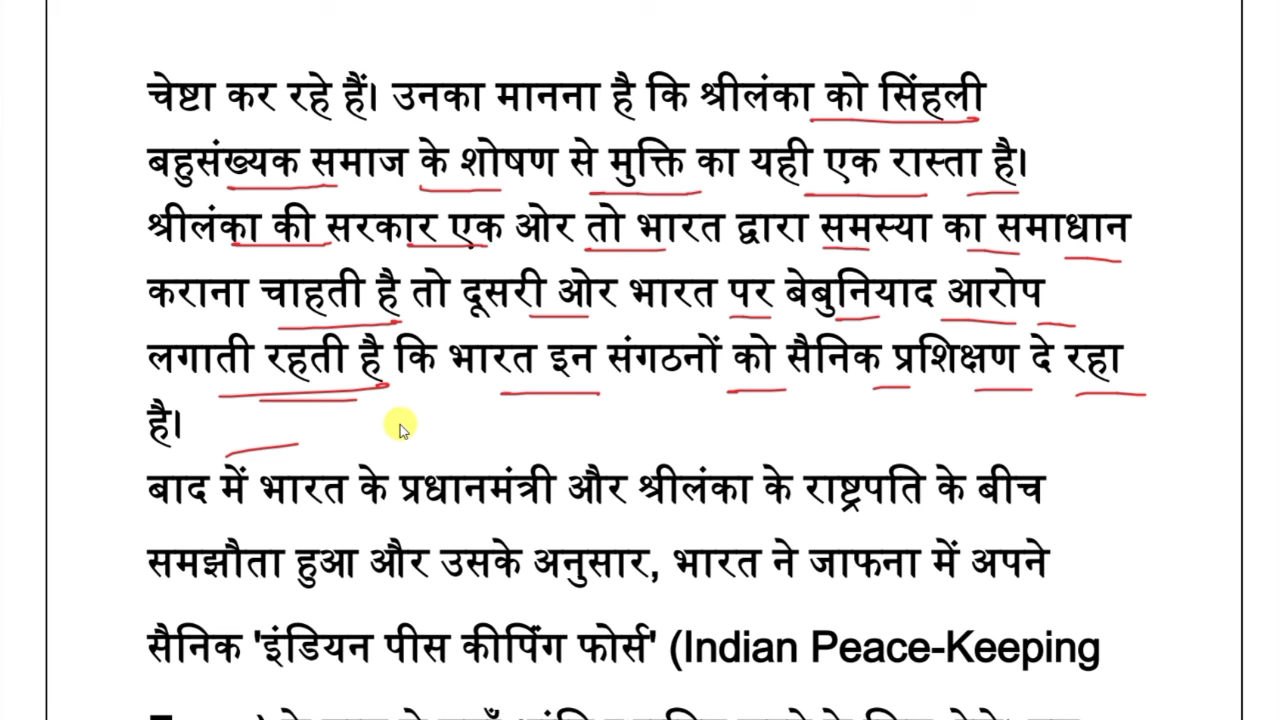 चेष्टा कर रहे हैं। उनका मानना है कि श्रीलंका को सिंहली
बहुसंख्यक समाज के शोषण से मुक्ति का यही एक रास्ता है।
श्रीलंका की सरकार एक ओर तो भारत द्वारा समस्या का समाधान
कराना चाहती है तो दूसरी ओर भारत पर बेबुनियाद आरोप
लगाती रहती है कि भारत इन संगठनों को सैनिक प्रशिक्षण दे रहा
है।
बाद में भारत के प्रधानमंत्री और श्रीलंका के राष्ट्रपति के बीच
समझौता हुआ और उसके अनुसार, भारत ने जाफना में अपने
सैनिक 'इंडियन पीस कीपिंग फोर्स' (Indian Peace-Keeping